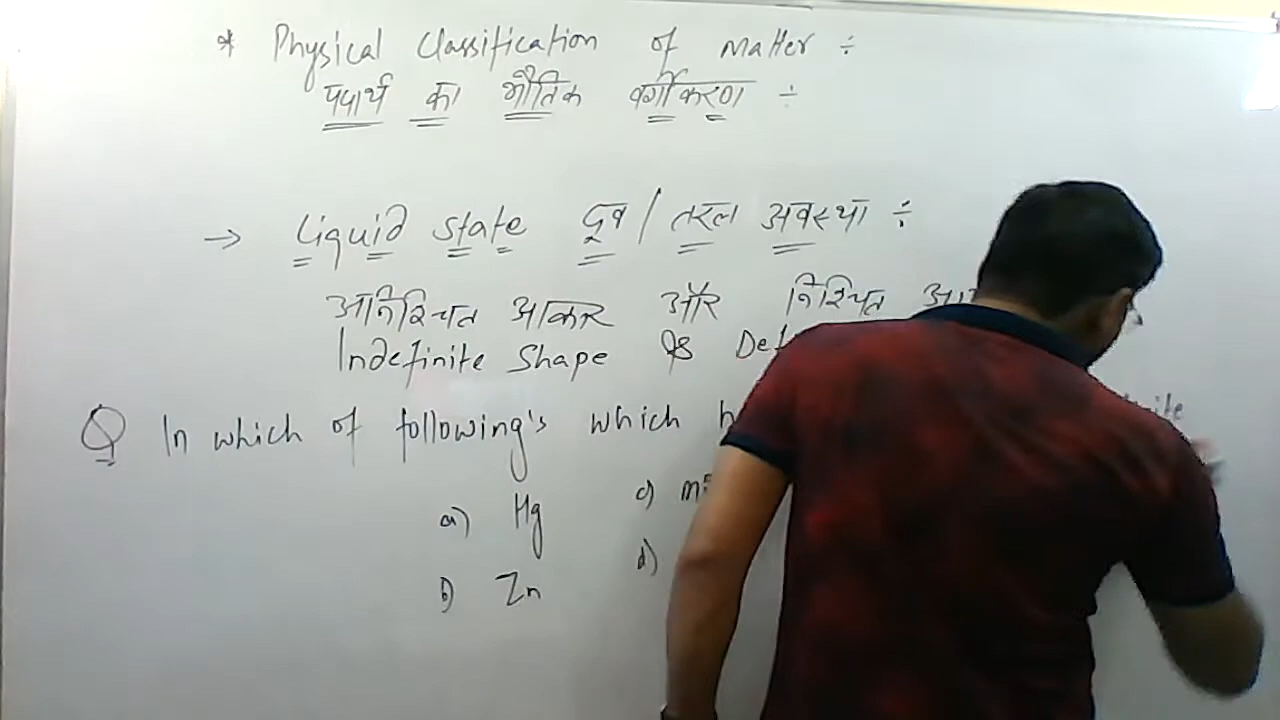 * Physical Classification of matter ÷
पदार्थ का भौतिक वर्गीकरण ÷
→ Liquid state द्रव / तरल अवस्था ÷
अनिश्चित आकार और निश्चित
Indefinite Shape &
Q In which of following's which
a) Hg c)
b) Zn d)